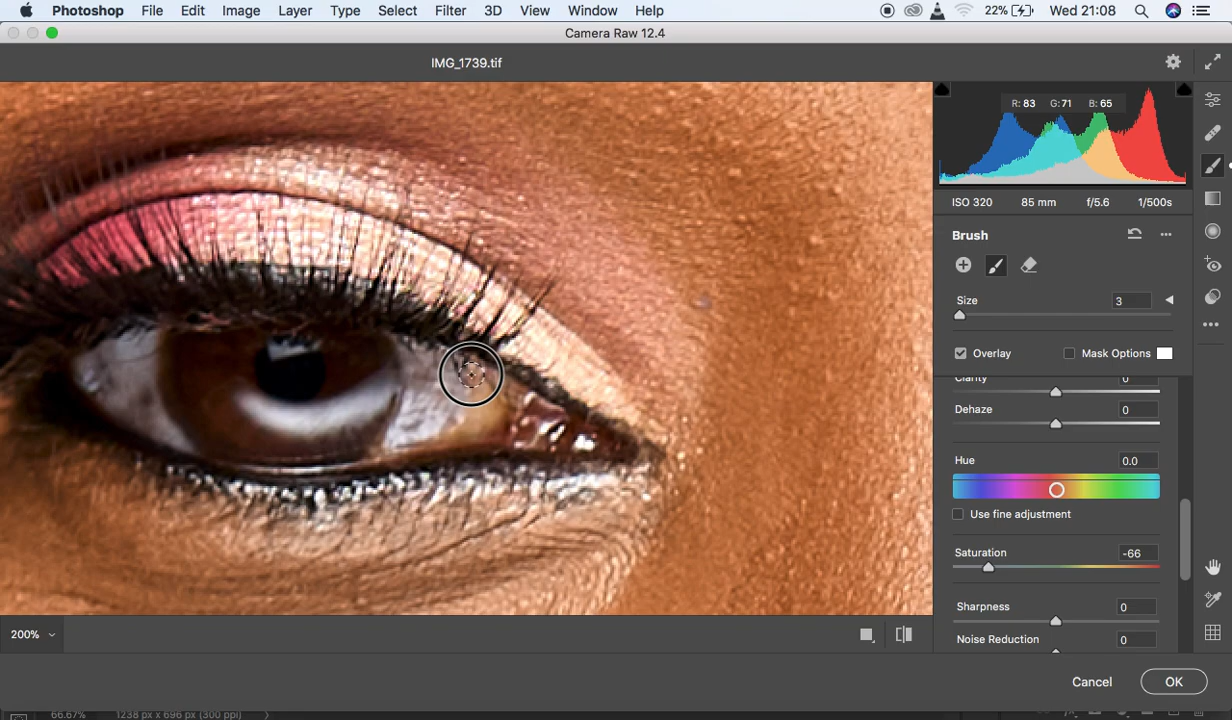 Photoshop File Edit Image Layer Type Select Filter 3D View Window Help 22% Wed 21:08
Camera Raw 12.4
IMG_1739.tif
R: 83 G: 71 B: 65
ISO 320 85 mm f/5.6 1/500s
Brush
Size 3
Overlay Mask Options
Clarity 0
Dehaze 0
Hue 0.0
Use fine adjustment
Saturation -66
Sharpness 0
Noise Reduction 0
200%
Cancel OK
66.67% 1238 px x 696 px (300 ppi)